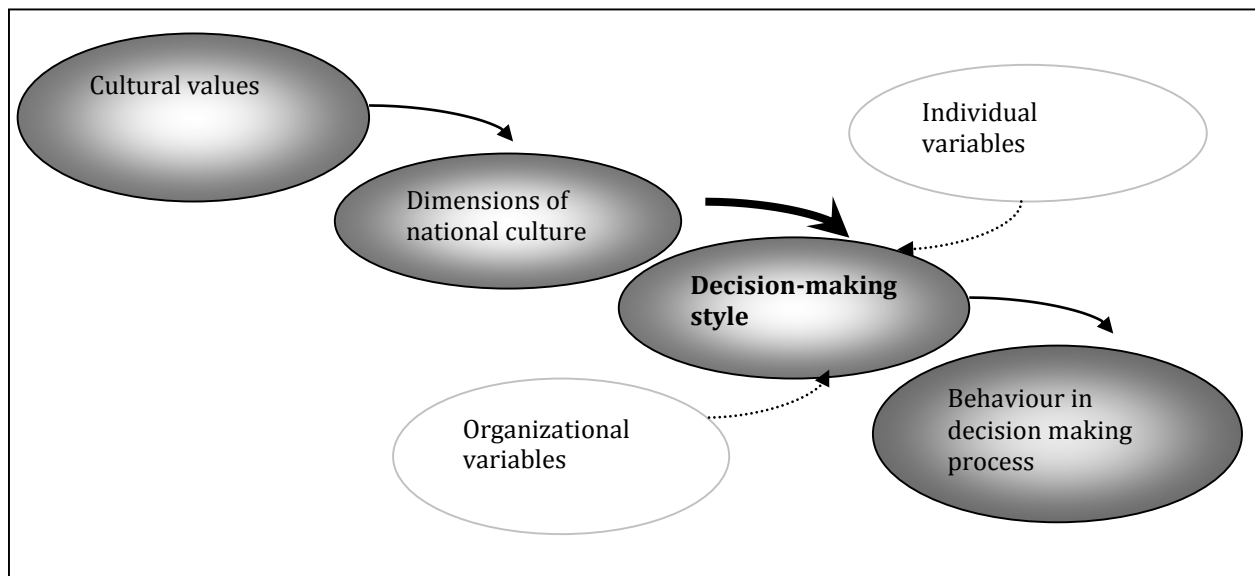 Cultural values
Individual
variables
Dimensions of
national culture
Decision-making
style
Behaviour in
decision making
process
Organizational
variables